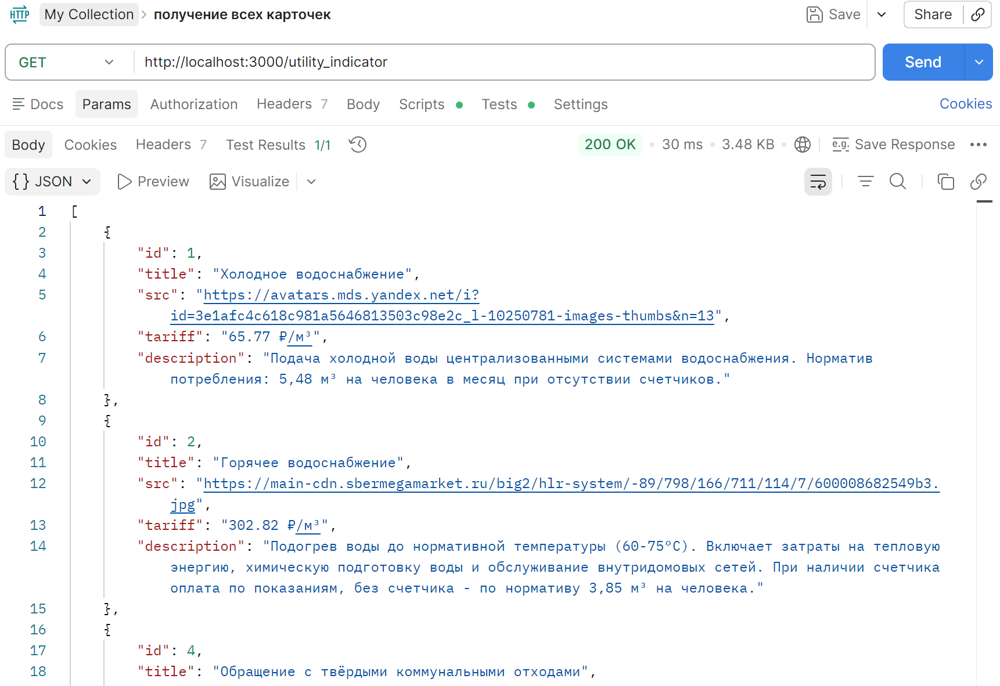 HTTP My Collection > получение всех карточек Save Share
GET http://localhost:3000/utility_indicator Send
Docs Params Authorization Headers 7 Body Scripts Tests Settings Cookies
Body Cookies Headers 7 Test Results 1/1 200 OK • 30 ms • 3.48 KB • e.g. Save Response
{ } JSON Preview Visualize
1 [
2 {
3 "id": 1,
4 "title": "Холодное водоснабжение",
5 "src": "https://avatars.mds.yandex.net/i?
id=3e1afc4c618c981a5646813503c98e2c_l-10250781-images-thumbs&n=13",
6 "tariff": "65.77 ₽/м³",
7 "description": "Подача холодной воды централизованными системами водоснабжения. Норматив
потребления: 5,48 м³ на человека в месяц при отсутствии счетчиков."
8 },
9 {
10 "id": 2,
11 "title": "Горячее водоснабжение",
12 "src": "https://main-cdn.sbermegamarket.ru/big2/hlr-system/-89/798/166/711/114/7/600008682549b3.
jpg",
13 "tariff": "302.82 ₽/м³",
14 "description": "Подогрев воды до нормативной температуры (60-75°C). Включает затраты на тепловую
энергию, химическую подготовку воды и обслуживание внутридомовых сетей. При наличии счетчика
оплата по показаниям, без счетчика - по нормативу 3,85 м³ на человека."
15 },
16 {
17 "id": 4,
18 "title": "Обращение с твёрдыми коммунальными отходами",